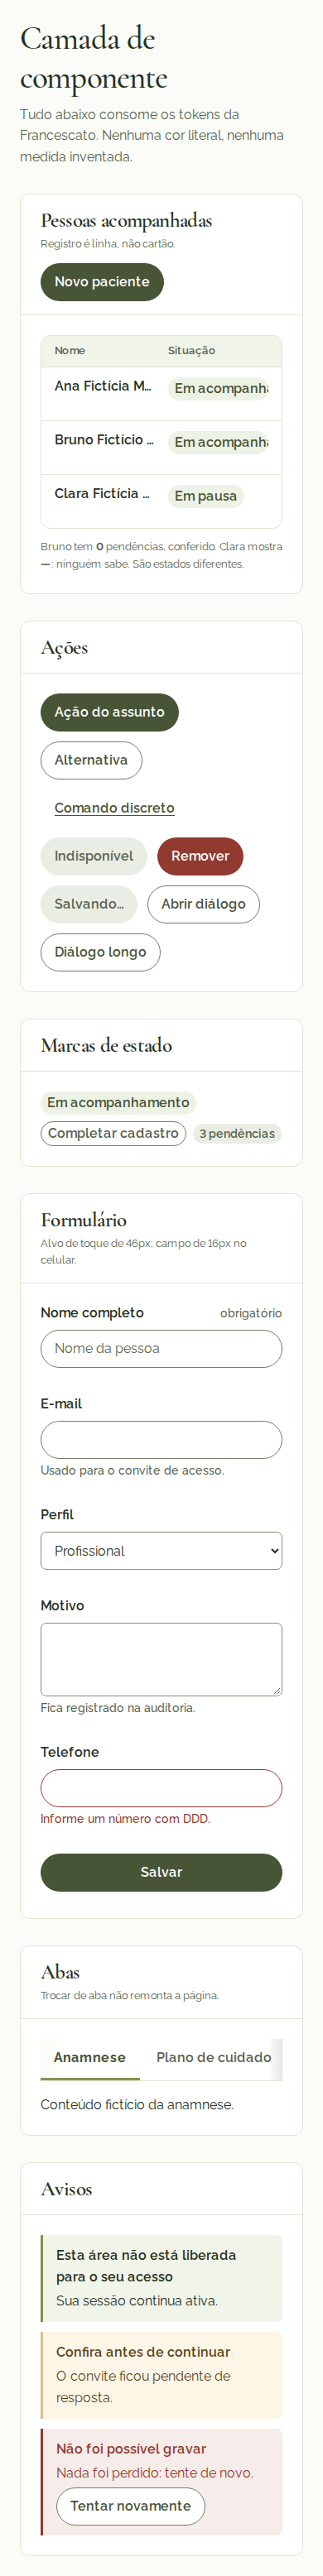 Camada de
componente
Tudo abaixo consome os tokens da
Francescato. Nenhuma cor literal, nenhuma
medida inventada.
Pessoas acompanhadas
Registro é linha, não cartão.
Novo paciente
Nome Situação
Ana Fictícia M... Em acompanha
Bruno Fictício ... Em acompanha
Clara Fictícia ... Em pausa
Bruno tem 0 pendências, conferido. Clara mostra
—: ninguém sabe. São estados diferentes.
Ações
Ação do assunto
Alternativa
Comando discreto
Indisponível Remover
Salvando... Abrir diálogo
Diálogo longo
Marcas de estado
Em acompanhamento
Completar cadastro 3 pendências
Formulário
Alvo de toque de 46px; campo de 16px no
celular.
Nome completo obrigatório
Nome da pessoa
E-mail
Usado para o convite de acesso.
Perfil
Profissional
Motivo
Fica registrado na auditoria.
Telefone
Informe um número com DDD.
Salvar
Abas
Trocar de aba não remonta a página.
Anamnese Plano de cuidado
Conteúdo fictício da anamnese.
Avisos
Esta área não está liberada
para o seu acesso
Sua sessão continua ativa.
Confira antes de continuar
O convite ficou pendente de
resposta.
Não foi possível gravar
Nada foi perdido: tente de novo.
Tentar novamente